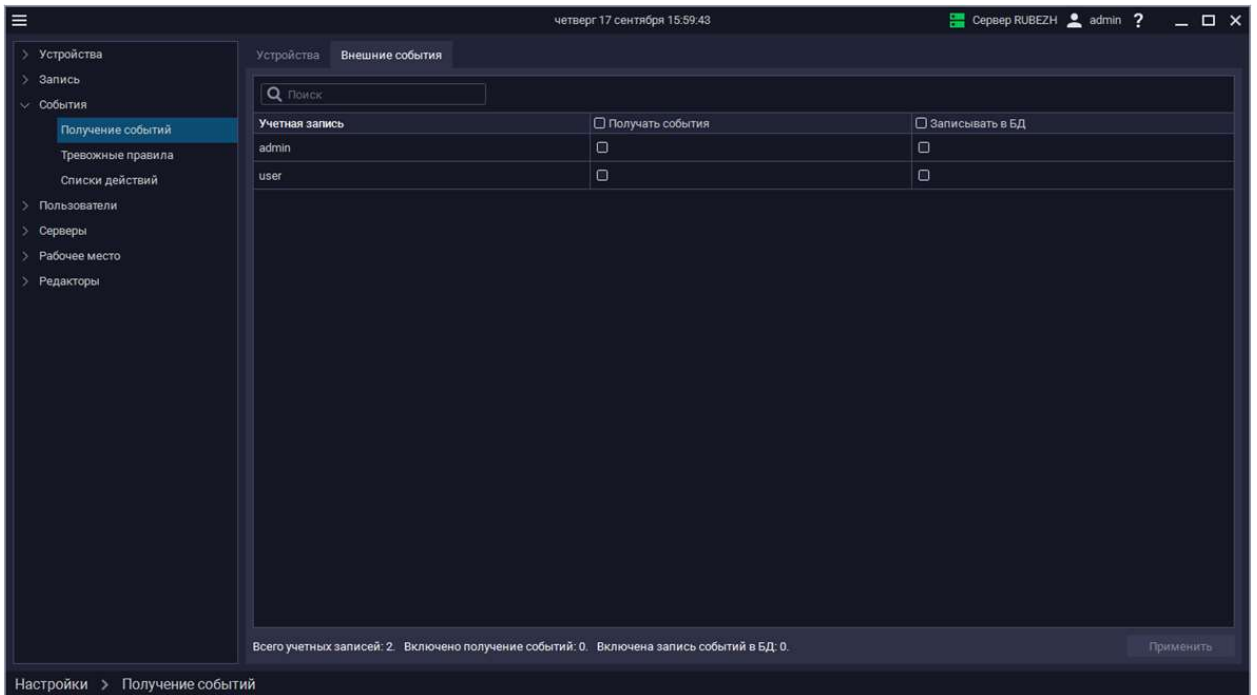 четверг 17 сентября 15:59:43
Сервер RUBEZH admin ?
Устройства
Запись
События
Получение событий
Тревожные правила
Списки действий
Пользователи
Серверы
Рабочее место
Редакторы
Устройства Внешние события
Поиск
Учетная запись Получать события Записывать в БД
admin
user
Всего учетных записей: 2. Включено получение событий: 0. Включена запись событий в БД: 0.
Применить
Настройки > Получение событий